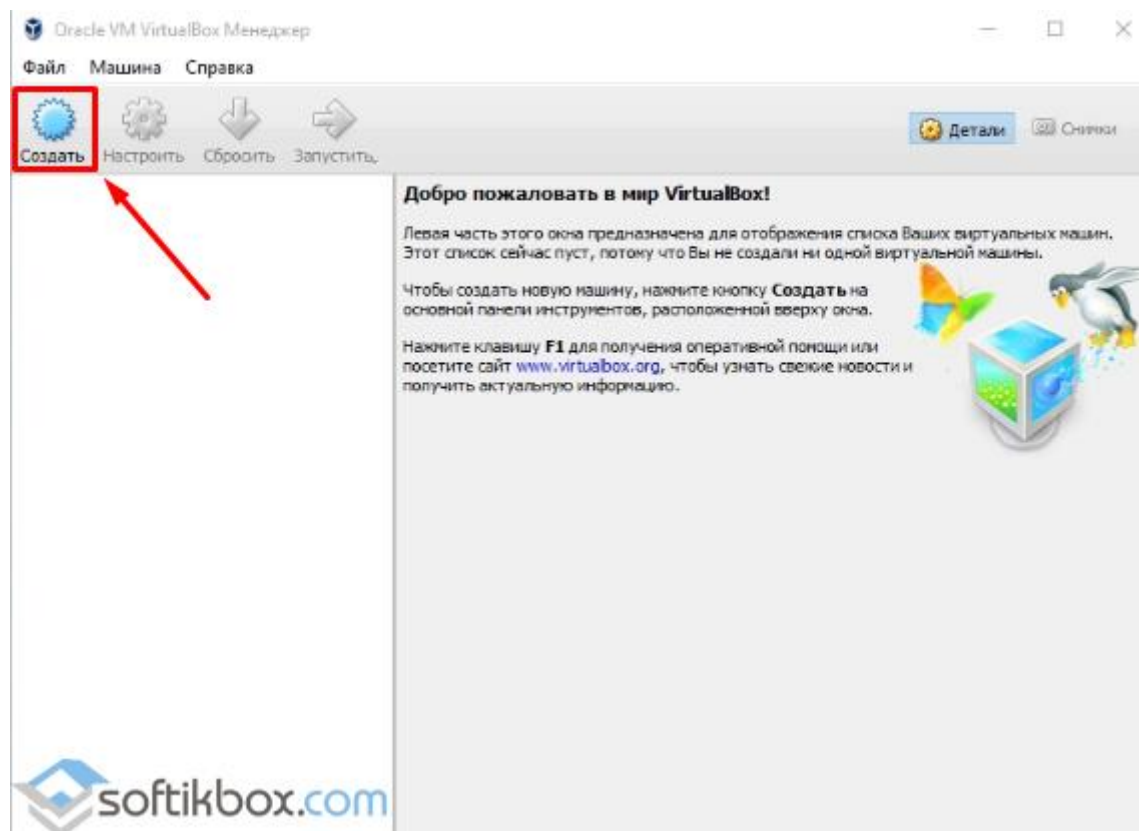 Oracle VM VirtualBox Менеджер
Файл Машина Справка
Создать Настроить Сбросить Запустить,
Детали Снимки
Добро пожаловать в мир VirtualBox!
Левая часть этого окна предназначена для отображения списка Ваших виртуальных машин.
Этот список сейчас пуст, потому что Вы не создали ни одной виртуальной машины.
Чтобы создать новую машину, нажмите кнопку Создать на
основной панели инструментов, расположенной вверху окна.
Нажмите клавишу F1 для получения оперативной помощи или
посетите сайт www.virtualbox.org, чтобы узнать свежие новости и
получить актуальную информацию.
softikbox.com